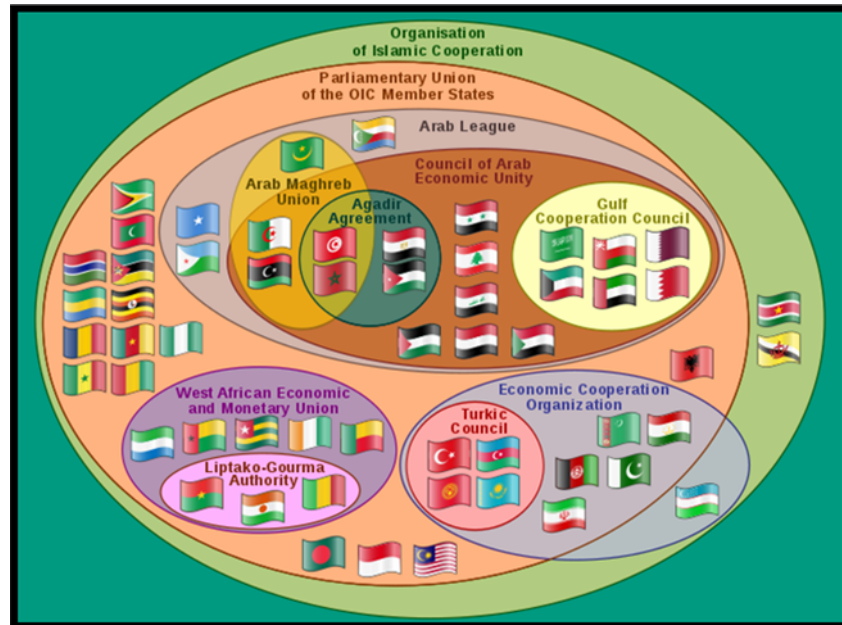 Organisation
of Islamic Cooperation
Parliamentary Union
of the OIC Member States
Arab League
Council of Arab
Economic Unity
Arab Maghreb
Union
Agadir
Agreement
Gulf
Cooperation Council
West African Economic
and Monetary Union
Liptako-Gourma
Authority
Economic Cooperation
Organization
Turkic
Council